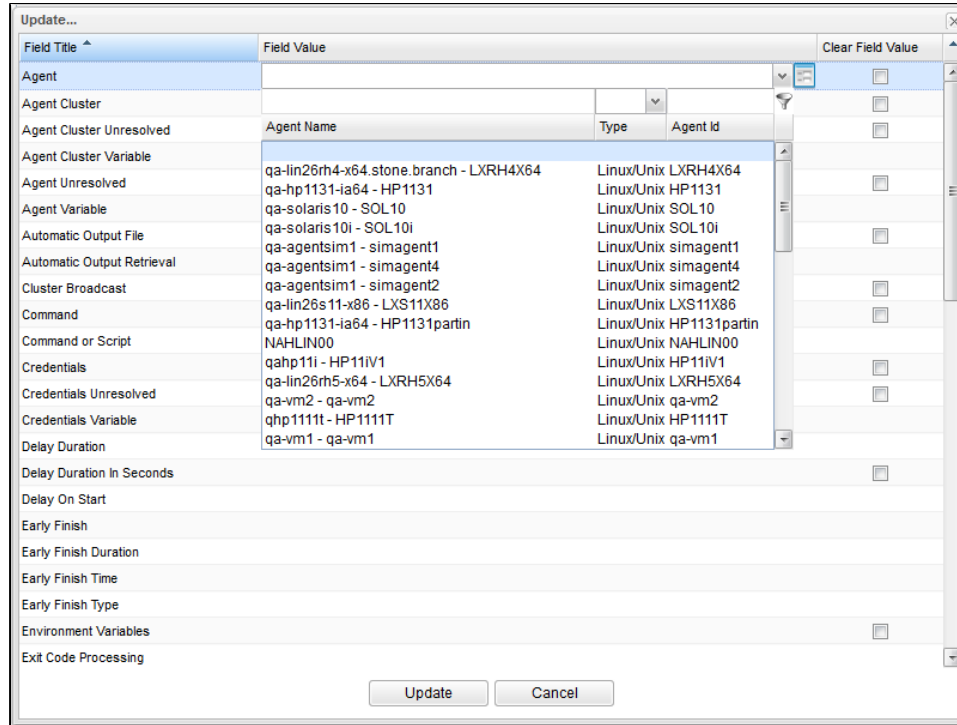 Update...
Field Title Field Value Clear Field Value
Agent
Agent Cluster
Agent Cluster Unresolved
Agent Cluster Variable
Agent Unresolved
Agent Variable
Automatic Output File
Automatic Output Retrieval
Cluster Broadcast
Command
Command or Script
Credentials
Credentials Unresolved
Credentials Variable
Delay Duration
Delay Duration In Seconds
Delay On Start
Early Finish
Early Finish Duration
Early Finish Time
Early Finish Type
Environment Variables
Exit Code Processing
Agent Name Type Agent Id
qa-lin26rh4-x64.stone.branch - LXRH4X64 Linux/Unix LXRH4X64
qa-hp1131-ia64 - HP1131 Linux/Unix HP1131
qa-solaris10 - SOL10 Linux/Unix SOL10
qa-solaris10i - SOL10i Linux/Unix SOL10i
qa-agentsim1 - simagent1 Linux/Unix simagent1
qa-agentsim1 - simagent4 Linux/Unix simagent4
qa-agentsim1 - simagent2 Linux/Unix simagent2
qa-lin26s11-x86 - LXS11X86 Linux/Unix LXS11X86
qa-hp1131-ia64 - HP1131partin Linux/Unix HP1131partin
NAHLIN00 Linux/Unix NAHLIN00
qahp11i - HP11iV1 Linux/Unix HP11iV1
qa-lin26rh5-x64 - LXRH5X64 Linux/Unix LXRH5X64
qa-vm2 - qa-vm2 Linux/Unix qa-vm2
qhp1111t - HP1111T Linux/Unix HP1111T
qa-vm1 - qa-vm1 Linux/Unix qa-vm1
Update Cancel